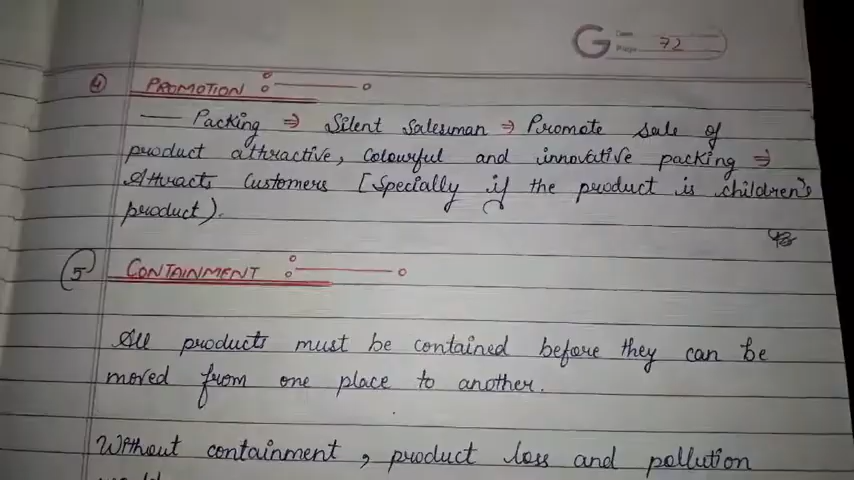 G Date
Page 72
④ PROMOTION
— Packing ⇒ Silent Salesman ⇒ Promote sale of
product attractive, Colourful and innovative packing ⇒
Attracts Customers [Specially if the product is children's
product).
⑤ CONTAINMENT
All products must be contained before they can be
moved from one place to another.
Without containment, product loss and pollution